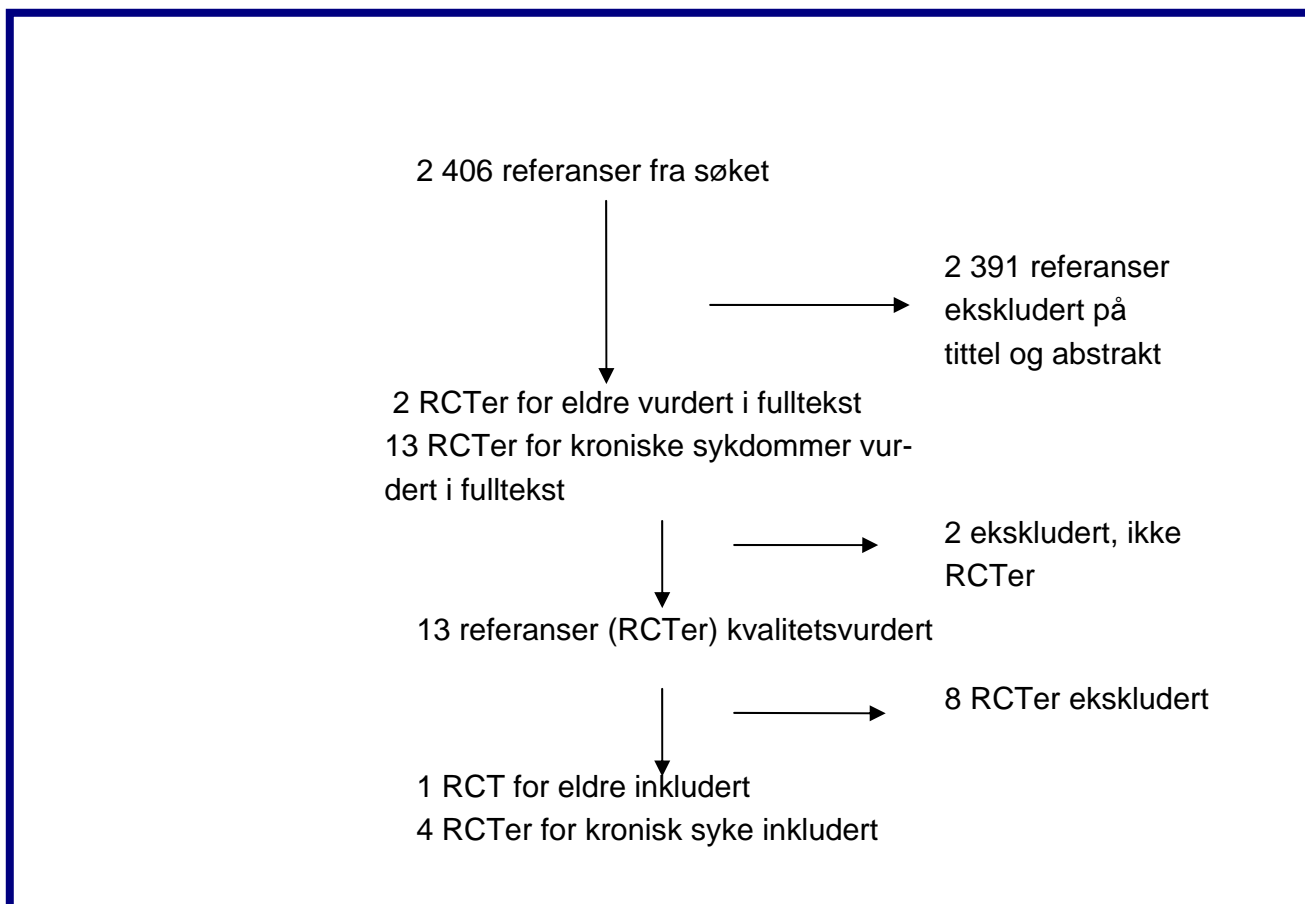 2 406 referanser fra søket
2 391 referanser
ekskludert på
tittel og abstrakt
2 RCTer for eldre vurdert i fulltekst
13 RCTer for kroniske sykdommer vur-
dert i fulltekst
2 ekskludert, ikke
RCTer
13 referanser (RCTer) kvalitetsvurdert
8 RCTer ekskludert
1 RCT for eldre inkludert
4 RCTer for kronisk syke inkludert